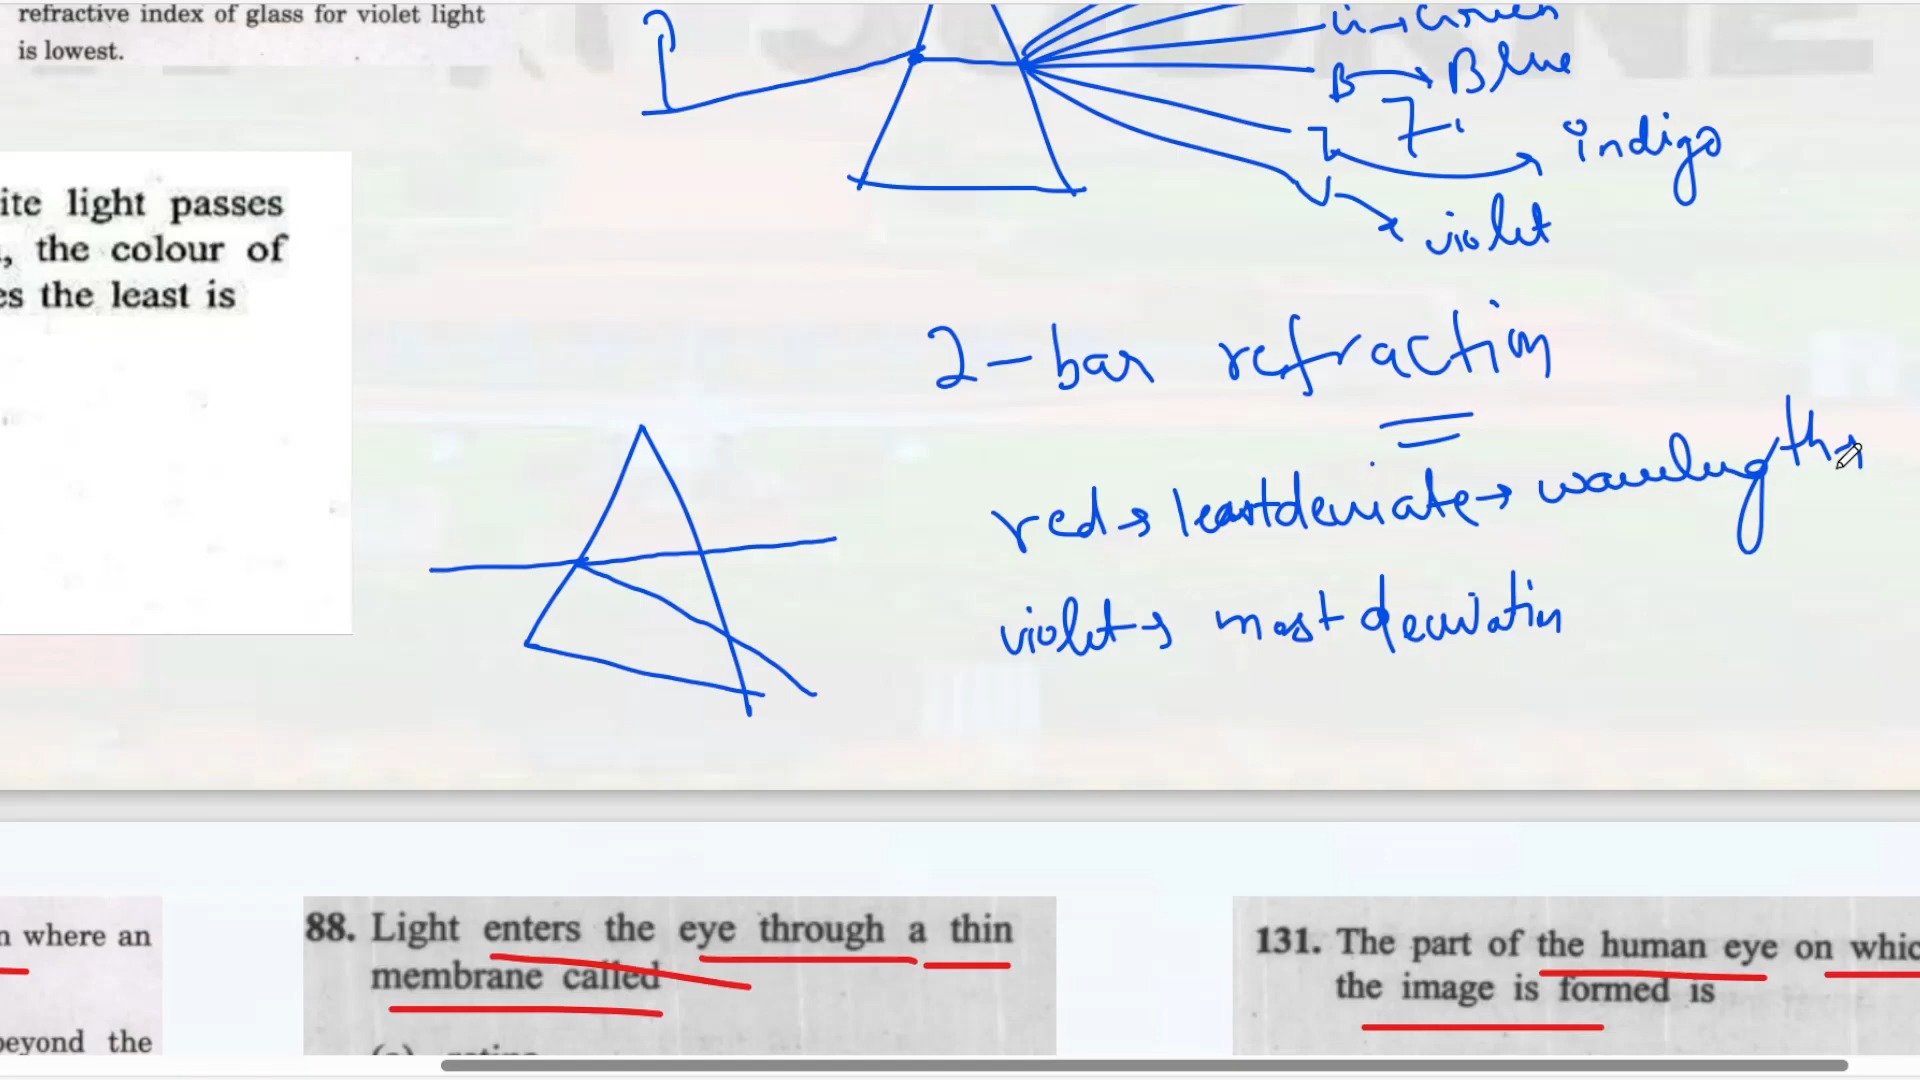 refractive index of glass for violet light
is lowest.
Green
B → Blue
I
7
indigo
V
violet
ite light passes
, the colour of
es the least is
2-bar refraction
red → least deviate → wavelength →
violet → most deviation
n where an
eyond the
88. Light enters the eye through a thin
membrane called
131. The part of the human eye on whic
the image is formed is